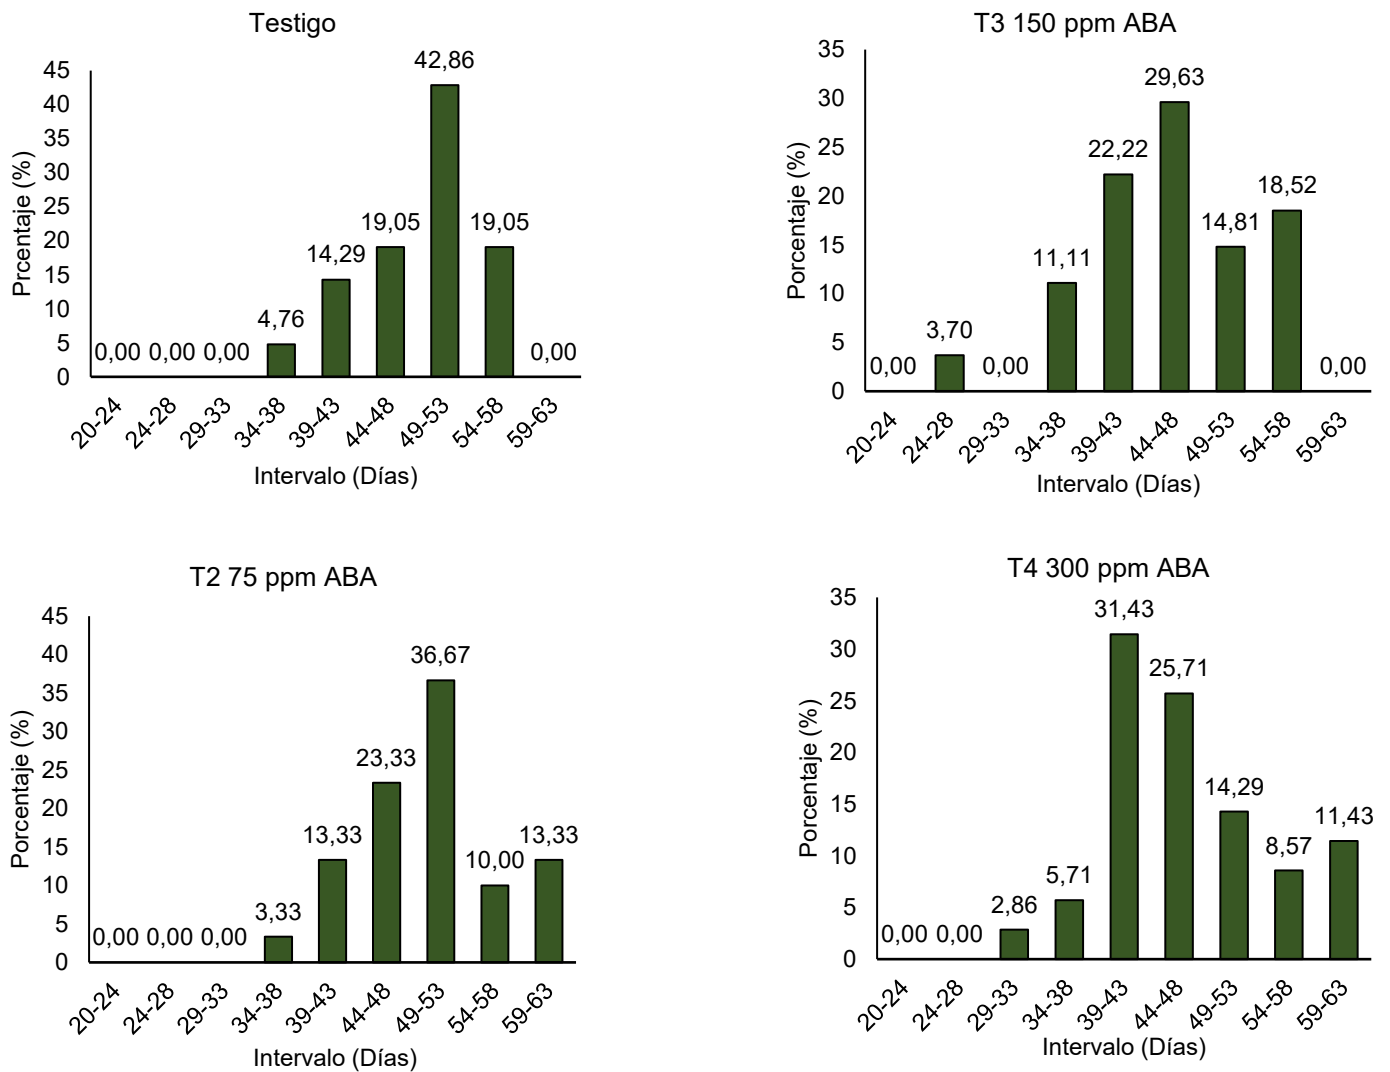 Testigo
Prcentaje (%)
45
40
35
30
25
20
15
10
5
0
0,00 0,00 0,00 4,76 14,29 19,05 42,86 19,05 0,00
20-24 24-28 29-33 34-38 39-43 44-48 49-53 54-58 59-63
Intervalo (Días)
T3 150 ppm ABA
Porcentaje (%)
35
30
25
20
15
10
5
0
0,00 3,70 0,00 11,11 22,22 29,63 14,81 18,52 0,00
20-24 24-28 29-33 34-38 39-43 44-48 49-53 54-58 59-63
Intervalo (Días)
T2 75 ppm ABA
Porcentaje (%)
45
40
35
30
25
20
15
10
5
0
0,00 0,00 0,00 3,33 13,33 23,33 36,67 10,00 13,33
20-24 24-28 29-33 34-38 39-43 44-48 49-53 54-58 59-63
Intervalo (Días)
T4 300 ppm ABA
Porcentaje (%)
35
30
25
20
15
10
5
0
0,00 0,00 2,86 5,71 31,43 25,71 14,29 8,57 11,43
20-24 24-28 29-33 34-38 39-43 44-48 49-53 54-58 59-63
Intervalo (Días)